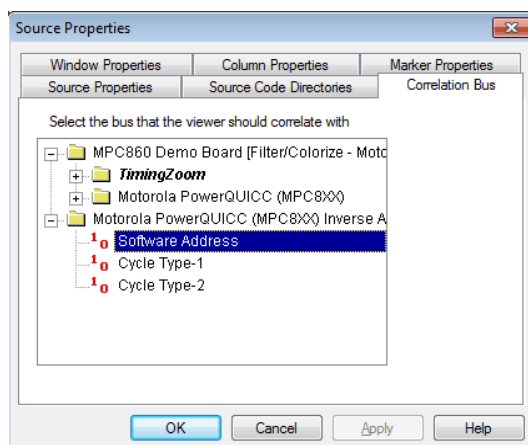 Source Properties
Window Properties Column Properties Marker Properties
Source Properties Source Code Directories Correlation Bus
Select the bus that the viewer should correlate with
MPC860 Demo Board [Filter/Colorize - Moto
TimingZoom
Motorola PowerQUICC (MPC8XX)
Motorola PowerQUICC (MPC8XX) Inverse A
Software Address
Cycle Type-1
Cycle Type-2
OK Cancel Apply Help